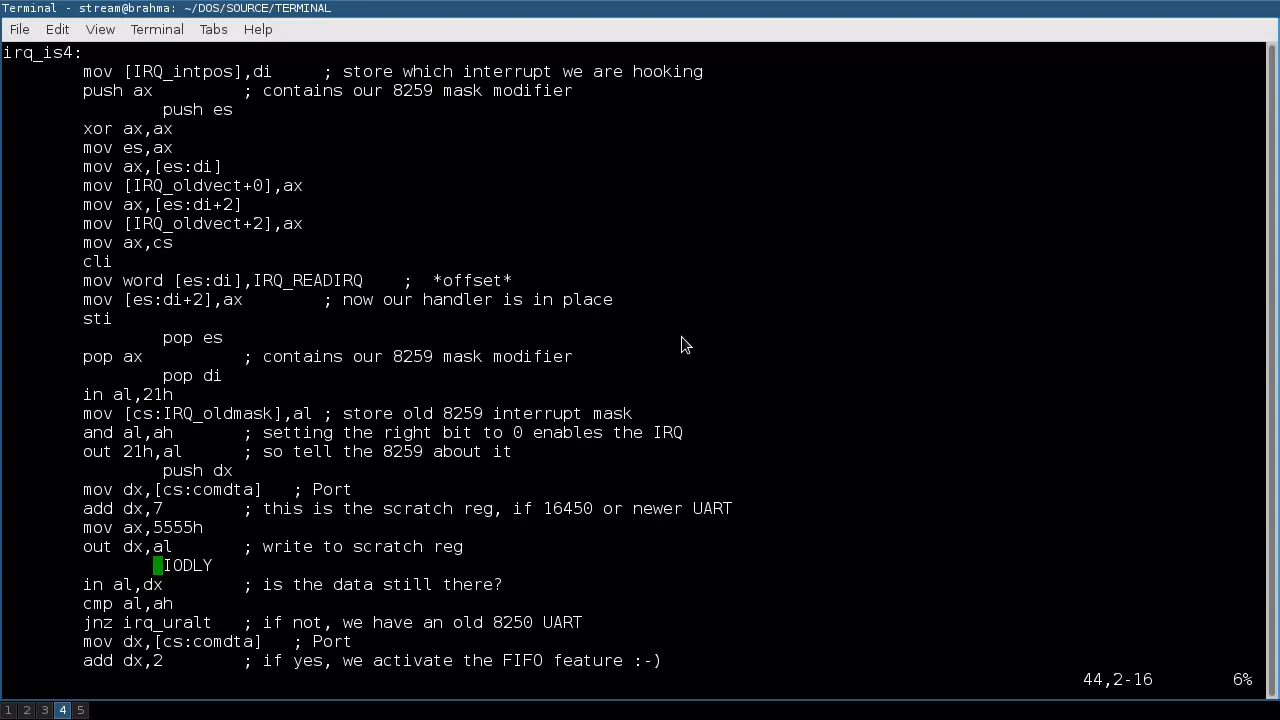 Terminal - stream@brahma: ~/DOS/SOURCE/TERMINAL
File Edit View Terminal Tabs Help
irq_is4:
mov [IRQ_intpos],di ; store which interrupt we are hooking
push ax ; contains our 8259 mask modifier
push es
xor ax,ax
mov es,ax
mov ax,[es:di]
mov [IRQ_oldvect+0],ax
mov ax,[es:di+2]
mov [IRQ_oldvect+2],ax
mov ax,cs
cli
mov word [es:di],IRQ_READIRQ ; *offset*
mov [es:di+2],ax ; now our handler is in place
sti
pop es
pop ax ; contains our 8259 mask modifier
pop di
in al,21h
mov [cs:IRQ_oldmask],al ; store old 8259 interrupt mask
and al,ah ; setting the right bit to 0 enables the IRQ
out 21h,al ; so tell the 8259 about it
push dx
mov dx,[cs:comdta] ; Port
add dx,7 ; this is the scratch reg, if 16450 or newer UART
mov ax,5555h
out dx,al ; write to scratch reg
IODLY
in al,dx ; is the data still there?
cmp al,ah
jnz irq_uralt ; if not, we have an old 8250 UART
mov dx,[cs:comdta] ; Port
add dx,2 ; if yes, we activate the FIFO feature :-)
44,2-16 6%
1 2 3 4 5